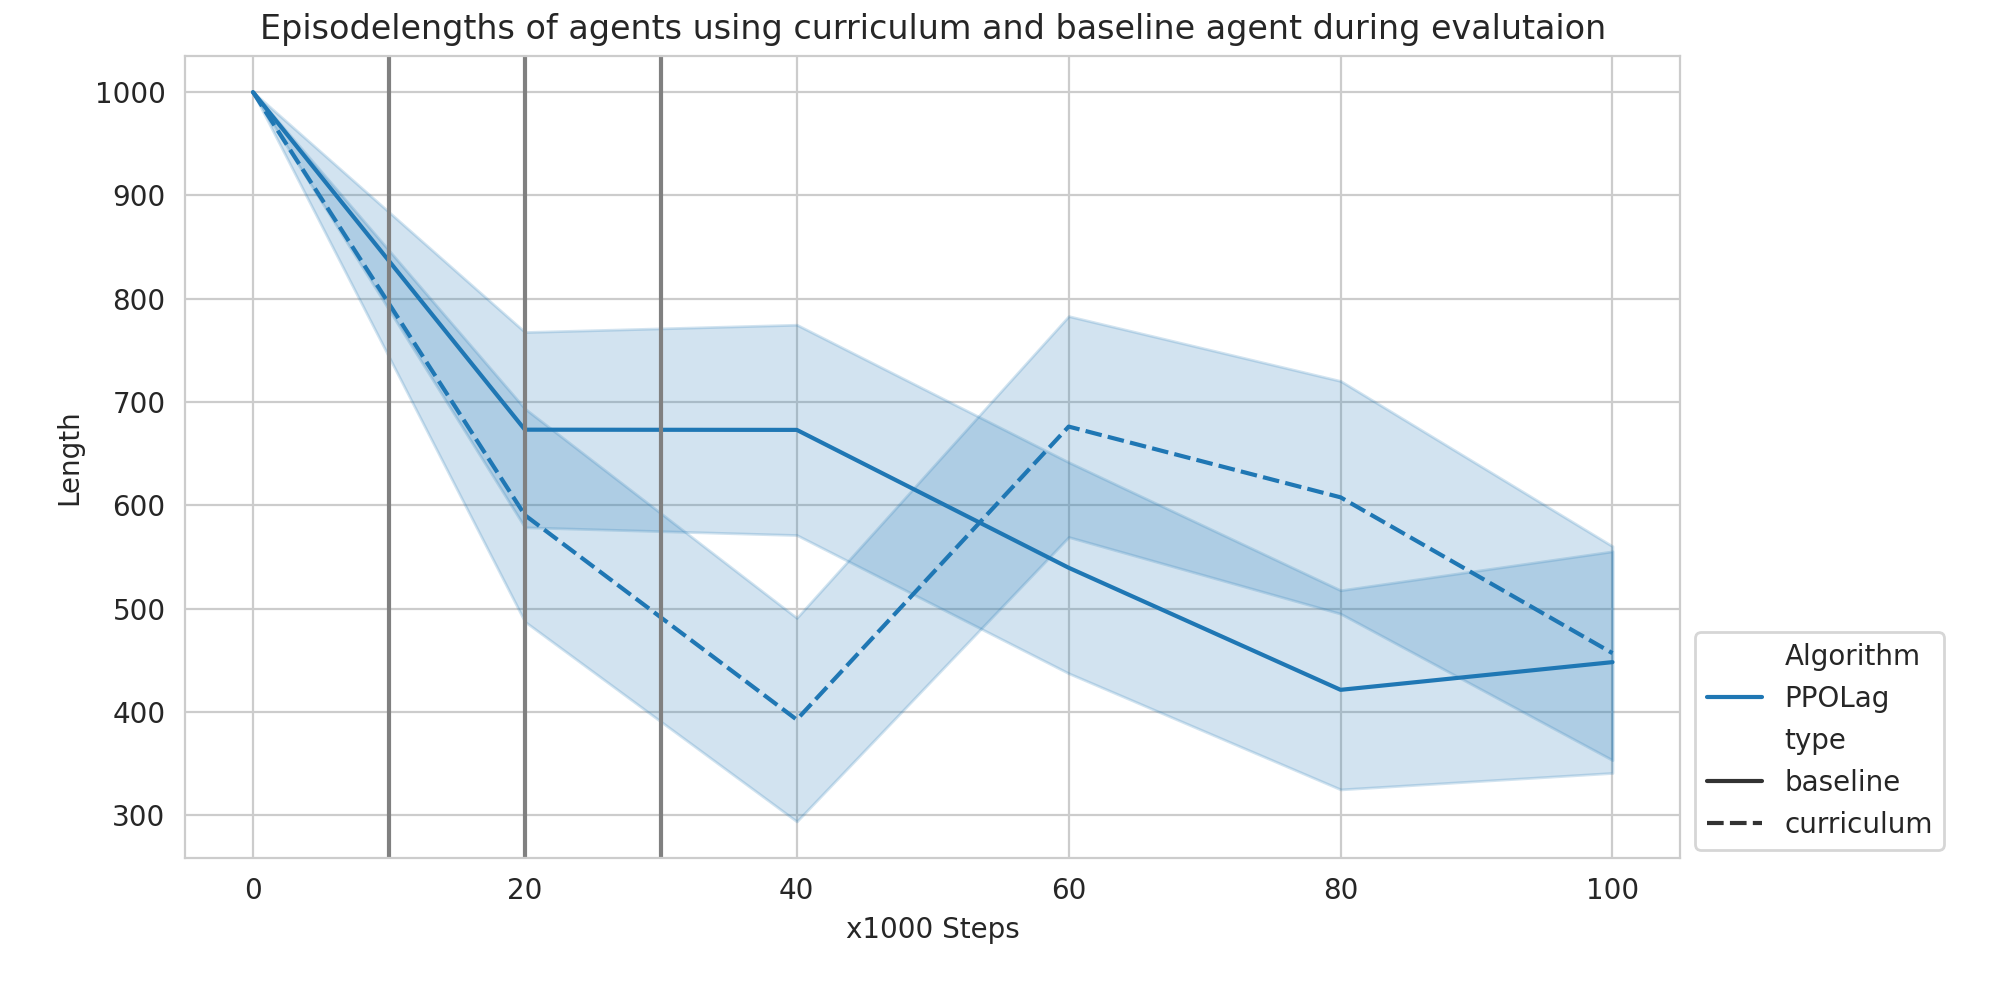 Episodelengths of agents using curriculum and baseline agent during evalutaion
1000
900
800
700
600
500
400
300
Length
0 20 40 60 80 100
x1000 Steps
Algorithm
PPOLag
type
baseline
curriculum